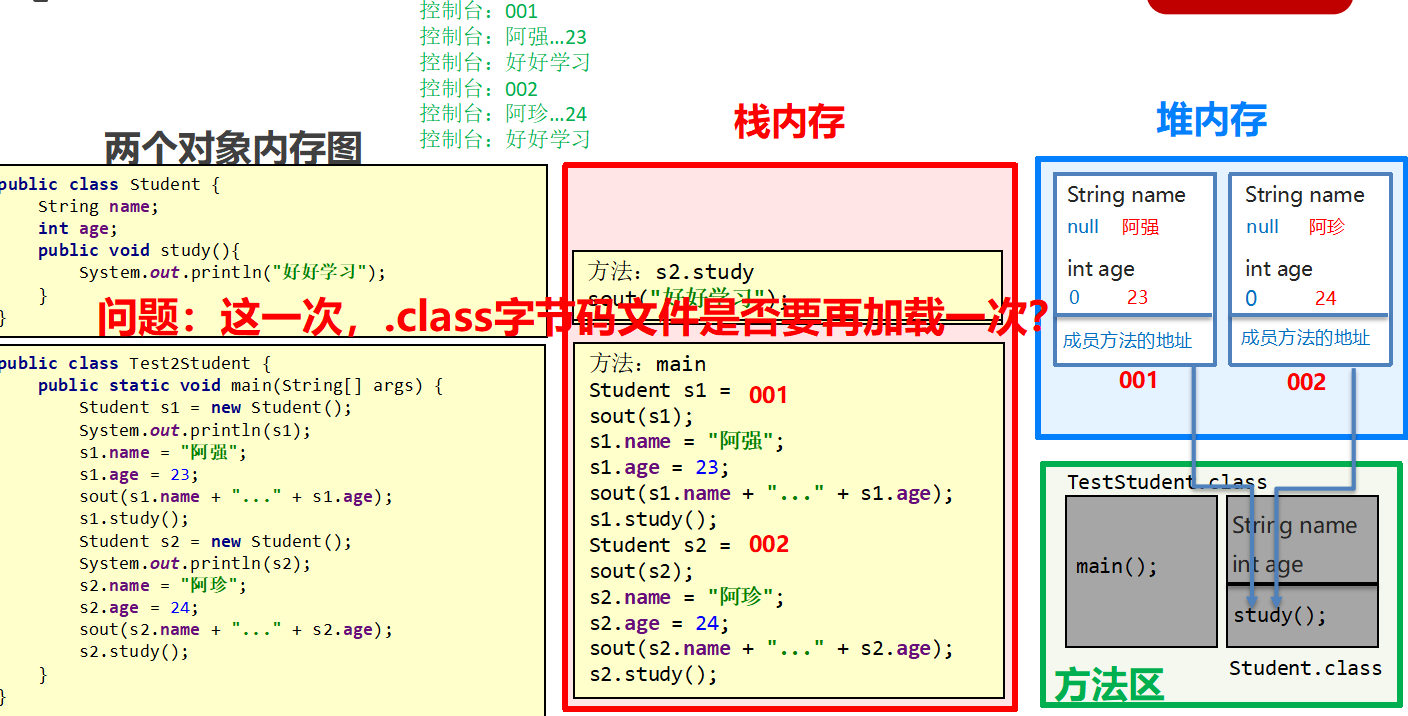 控制台：001
控制台：阿强...23
控制台：好好学习
控制台：002
控制台：阿珍...24
控制台：好好学习
两个对象内存图
栈内存
堆内存
public class Student {
String name;
int age;
public void study(){
System.out.println("好好学习");
}
}
问题：这一次，.class字节码文件是否要再加载一次?
public class Test2Student {
public static void main(String[] args) {
Student s1 = new Student();
System.out.println(s1);
s1.name = "阿强";
s1.age = 23;
sout(s1.name + "..." + s1.age);
s1.study();
Student s2 = new Student();
System.out.println(s2);
s2.name = "阿珍";
s2.age = 24;
sout(s2.name + "..." + s2.age);
s2.study();
}
}
方法：s2.study
sout("好好学习");
方法：main
Student s1 = 001
sout(s1);
s1.name = "阿强";
s1.age = 23;
sout(s1.name + "..." + s1.age);
s1.study();
Student s2 = 002
sout(s2);
s2.name = "阿珍";
s2.age = 24;
sout(s2.name + "..." + s2.age);
s2.study();
String name
null 阿强
int age
0 23
成员方法的地址
001
String name
null 阿珍
int age
0 24
成员方法的地址
002
TestStudent.class
main();
String name
int age
study();
Student.class
方法区